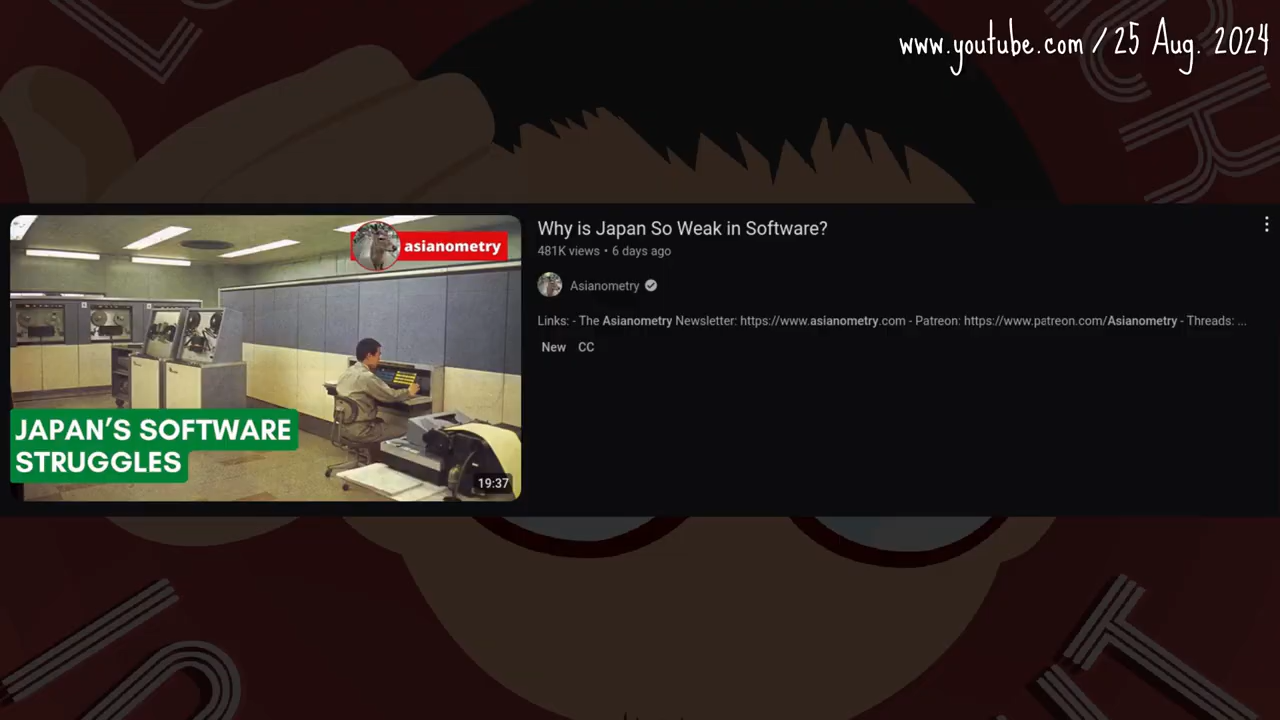 www.youtube.com / 25 Aug. 2024
asianometry
JAPAN'S SOFTWARE
STRUGGLES
19:37
Why is Japan So Weak in Software?
481K views • 6 days ago
Asianometry
Links: - The Asianometry Newsletter: https://www.asianometry.com - Patreon: https://www.patreon.com/Asianometry - Threads: ...
New CC